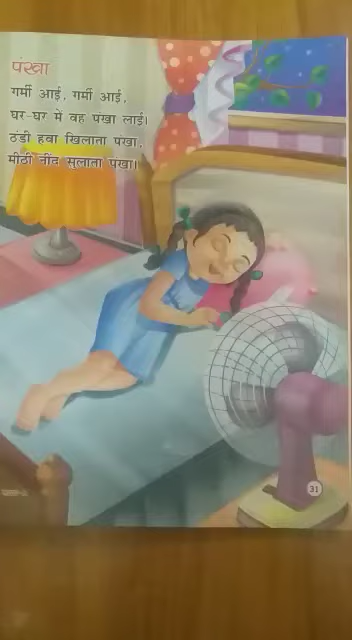 पंखा
गर्मी आई, गर्मी आई,
घर-घर में वह पंखा लाई।
ठंडी हवा खिलाता पंखा,
मीठी नींद सुलाता पंखा।
31